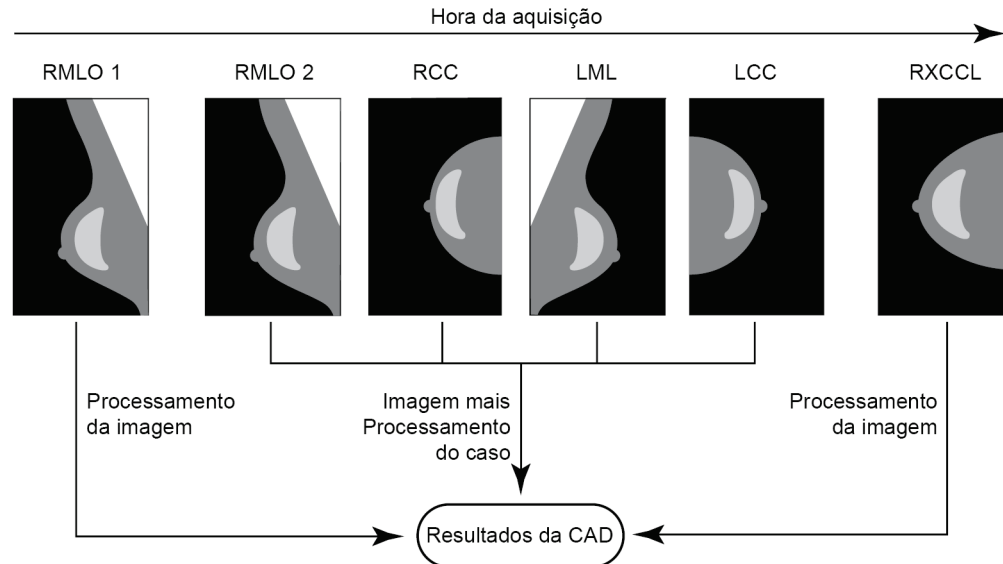 Hora da aquisição
RMLO 1
RMLO 2
RCC
LML
LCC
RXCCL
Processamento
da imagem
Imagem mais
Processamento
do caso
Processamento
da imagem
Resultados da CAD